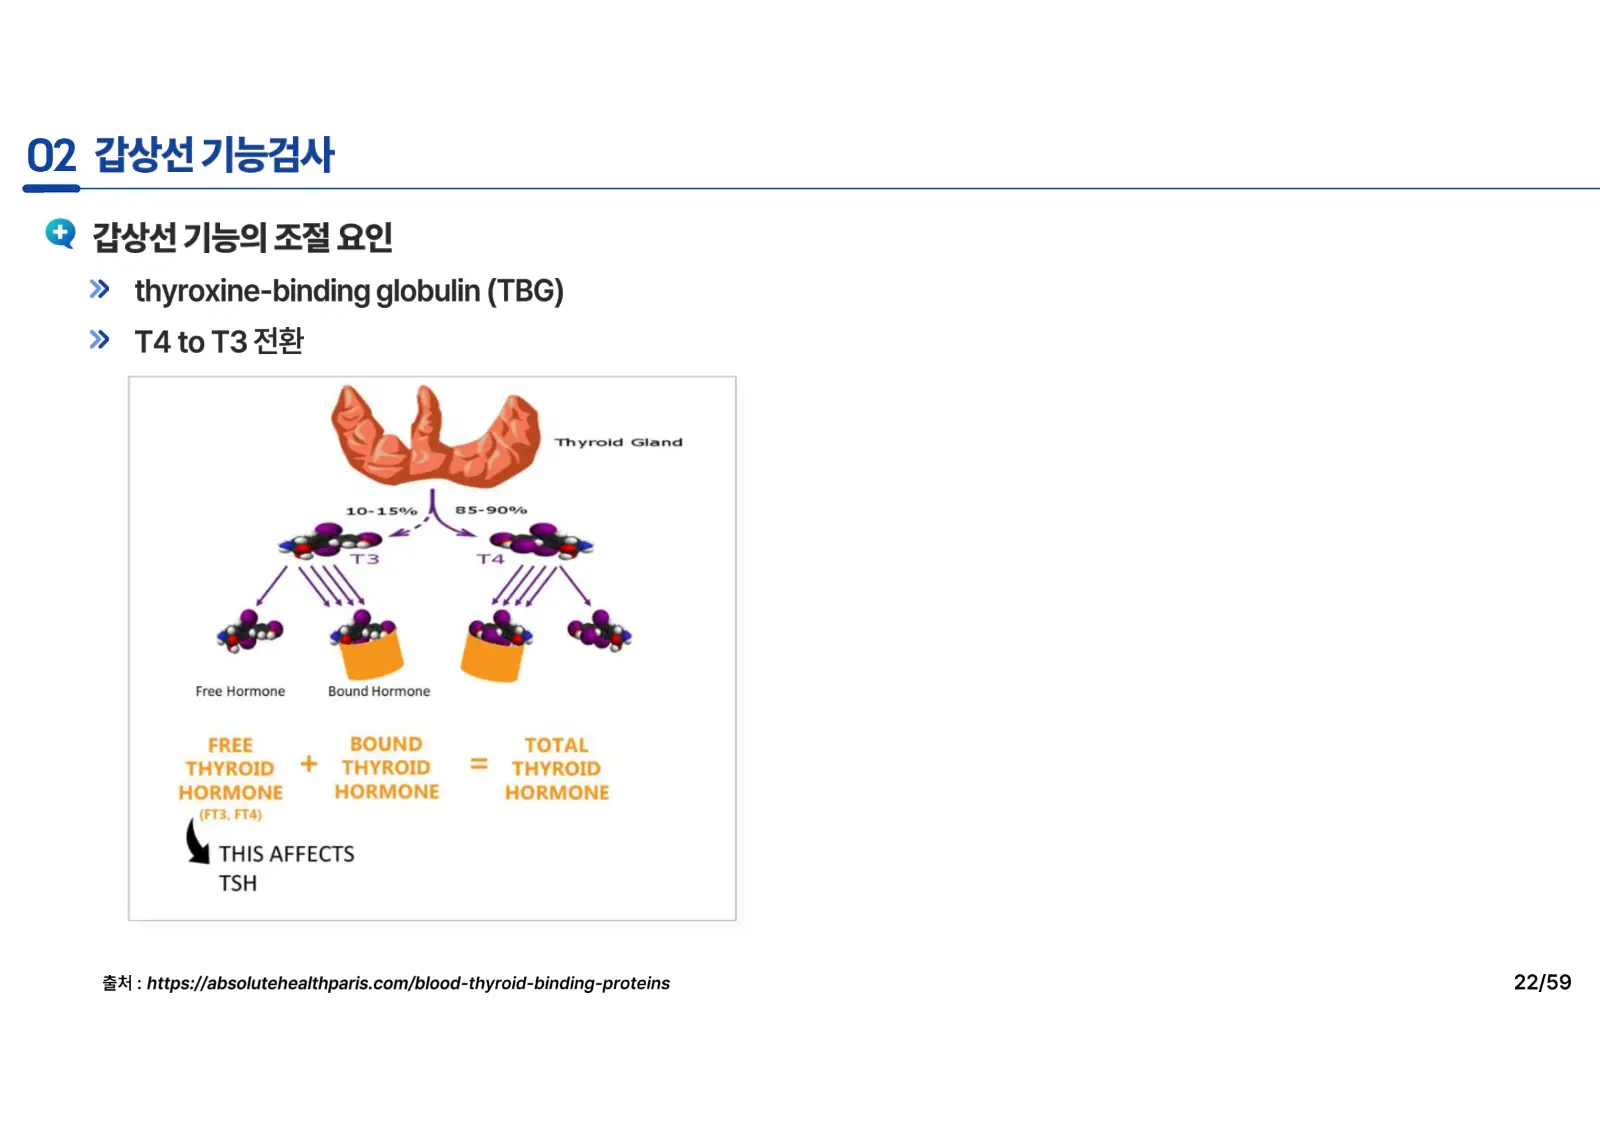 02 갑상선 기능검사
갑상선 기능의 조절 요인
thyroxine-binding globulin (TBG)
T4 to T3 전환
Thyroid Gland
10-15% 85-90%
T3 T4
Free Hormone Bound Hormone
FREE THYROID HORMONE (FT3, FT4) + BOUND THYROID HORMONE = TOTAL THYROID HORMONE
THIS AFFECTS
TSH
출처 : https://absolutehealthparis.com/blood-thyroid-binding-proteins
22/59